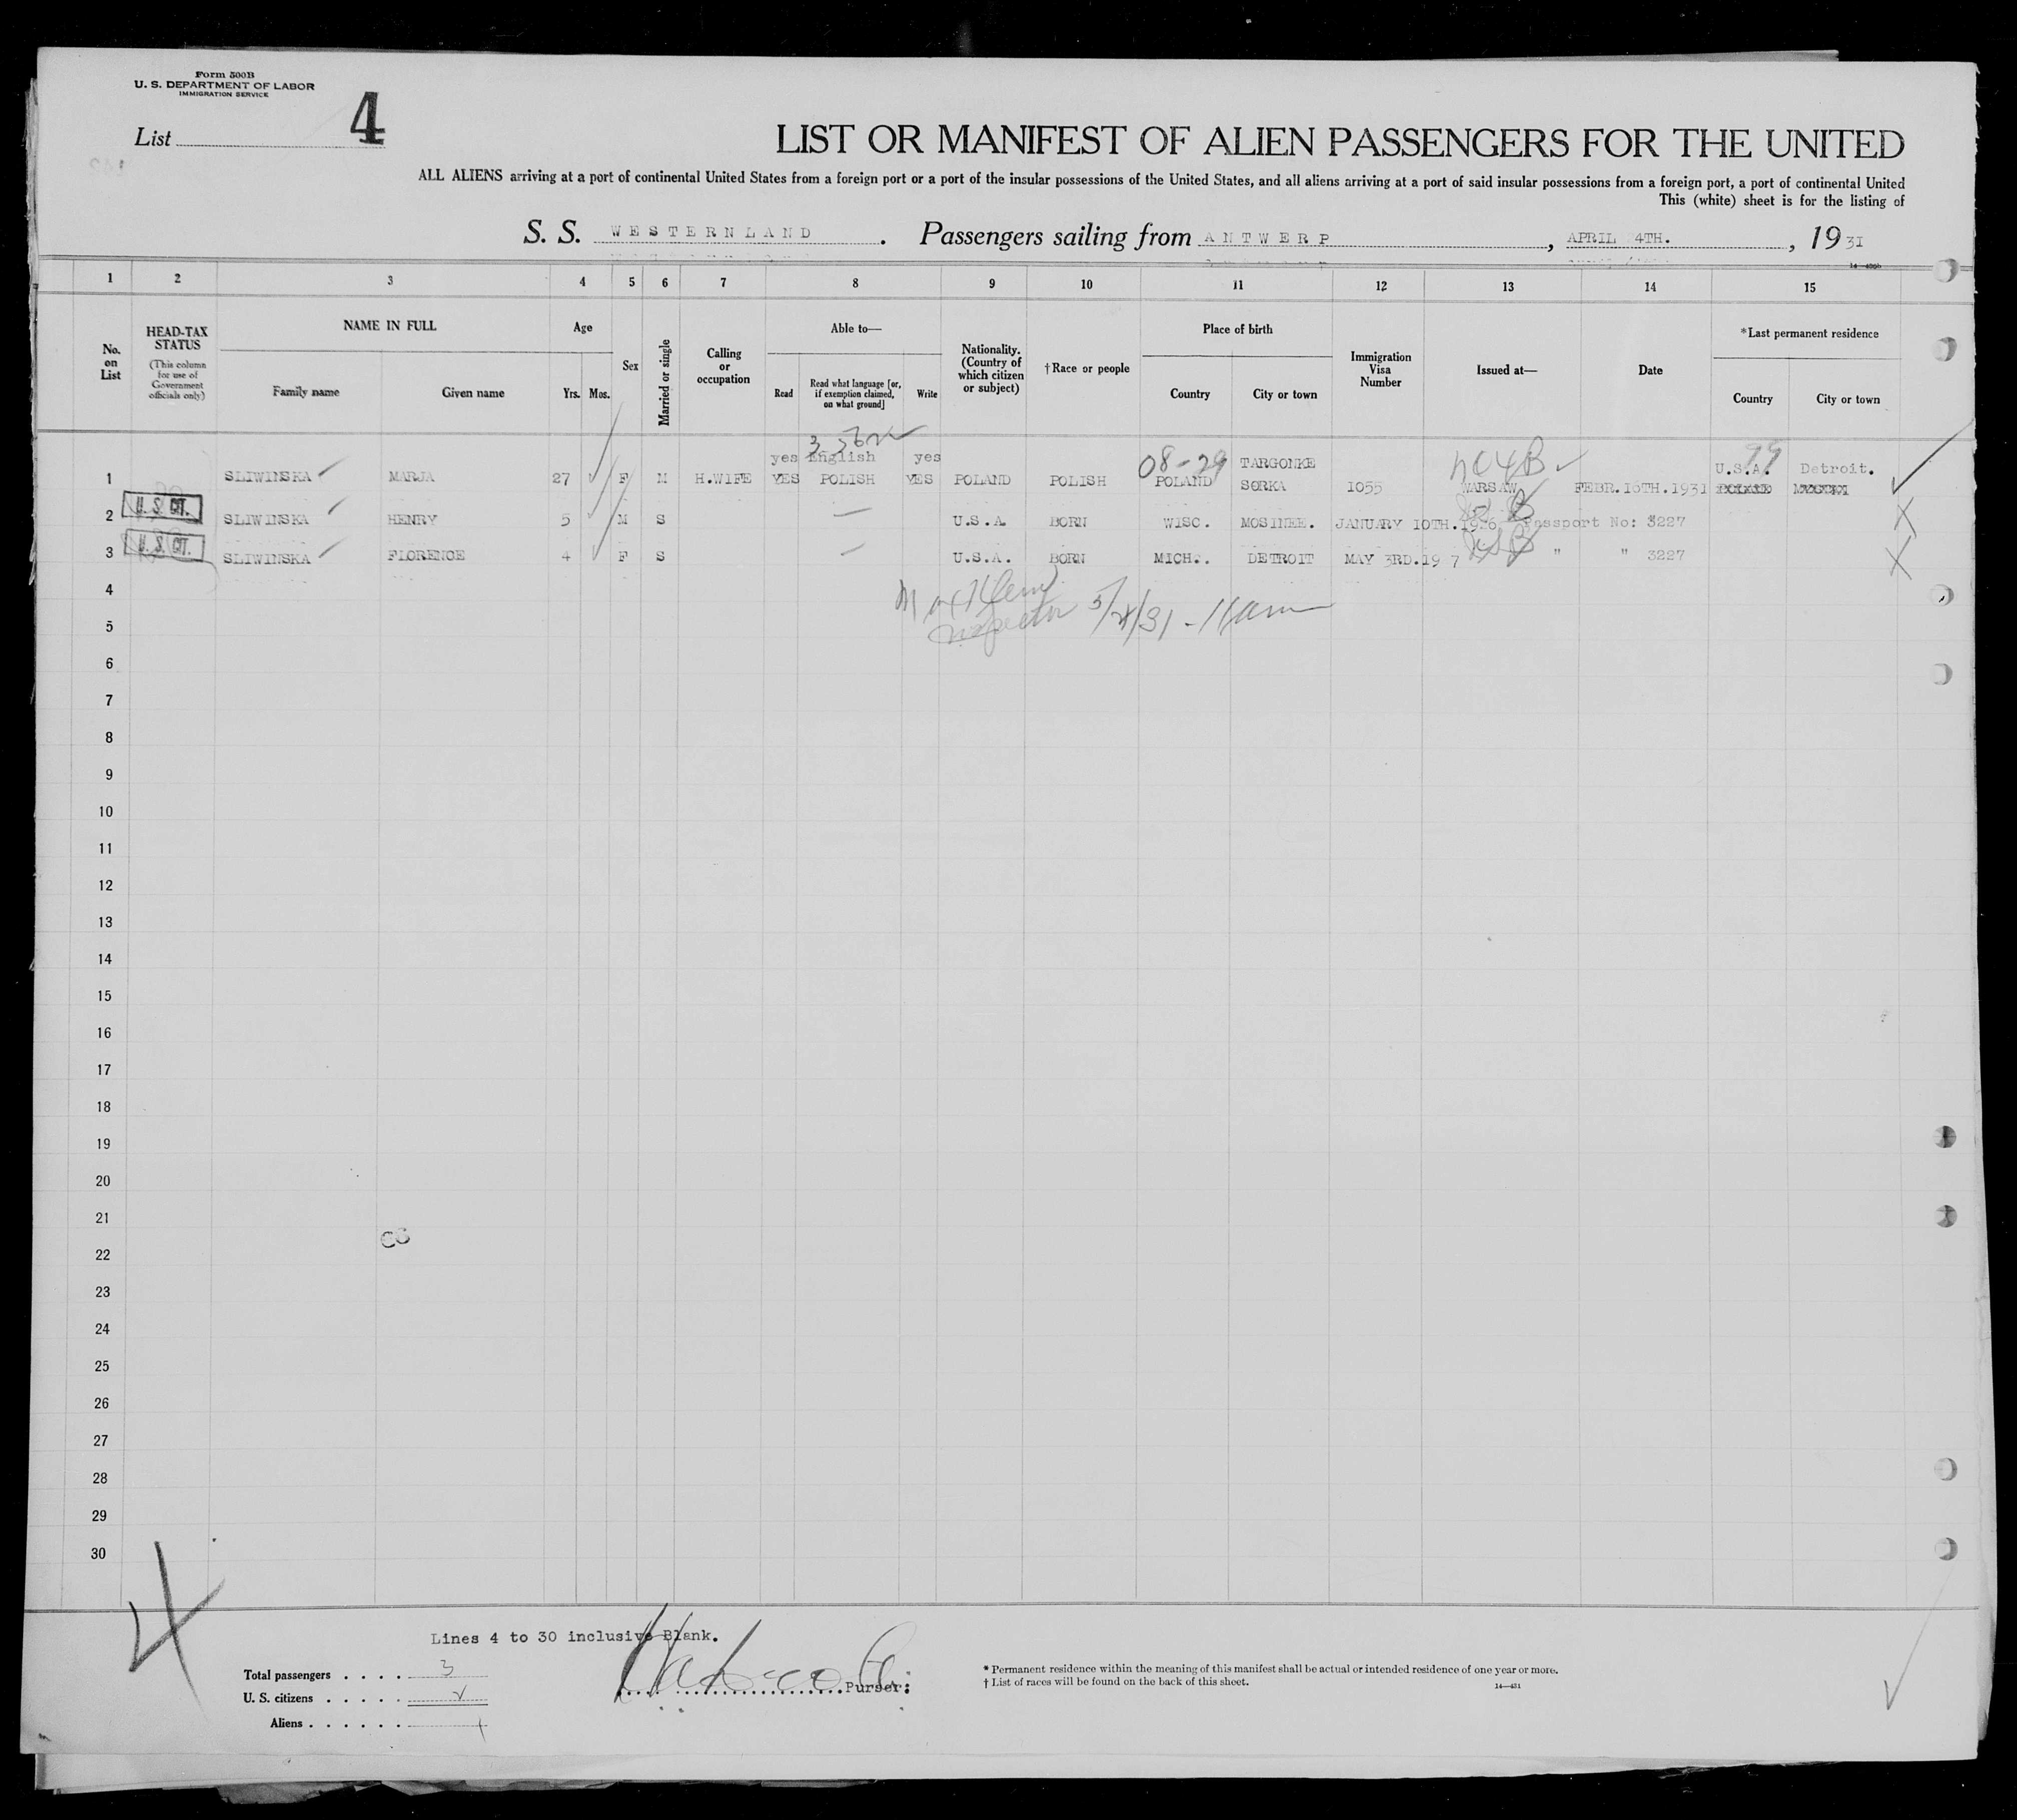 Form 500B
U. S. DEPARTMENT OF LABOR
IMMIGRATION SERVICE
List 4
LIST OR MANIFEST OF ALIEN PASSENGERS FOR THE UNITED
ALL ALIENS arriving at a port of continental United States from a foreign port or a port of the insular possessions of the United States, and all aliens arriving at a port of said insular possessions from a foreign port, a port of continental United
This (white) sheet is for the listing of
S. S. WESTERNLAND. Passengers sailing from ANTWERP, APRIL 4TH., 1931
1 2 3 4 5 6 7 8 9 10 11 12 13 14 15
No. on List
HEAD-TAX STATUS
(This column for use of Government officials only)
NAME IN FULL
Family name Given name
Age
Yrs. Mos.
Sex
Married or single
Calling or occupation
Able to—
Read
Read what language [or, if exemption claimed, on what ground]
Write
Nationality. (Country of which citizen or subject)
†Race or people
Place of birth
Country City or town
Immigration Visa Number
Issued at—
Date
*Last permanent residence
Country City or town
yes English yes 08-29 TARGONKE U.S.A. Detroit.
1 SLIWINSKA MARJA 27 F M H.WIFE YES POLISH YES POLAND POLISH POLAND SORKA 1055 WARSAW FEBR.16TH.1931
2 U. S. CIT. SLIWINSKA HENRY 5 M S U.S.A. BORN WISC. MOSINEE. JANUARY 10TH.1926 Passport No: 3227
3 U. S. CIT. SLIWINSKA FLORENCE 4 F S U.S.A. BORN MICH.. DETROIT MAY 3RD.19 7 " " 3227
4
Inspector
5
6
7
8
9
10
11
12
13
14
15
16
17
18
19
20
21
22
23
24
25
26
27
28
29
30
4
Lines 4 to 30 inclusive Blank.
Total passengers . . . . 3
U. S. citizens . . . . . 2
Aliens . . . . . . 1
Purser:
* Permanent residence within the meaning of this manifest shall be actual or intended residence of one year or more.
† List of races will be found on the back of this sheet.
14—481